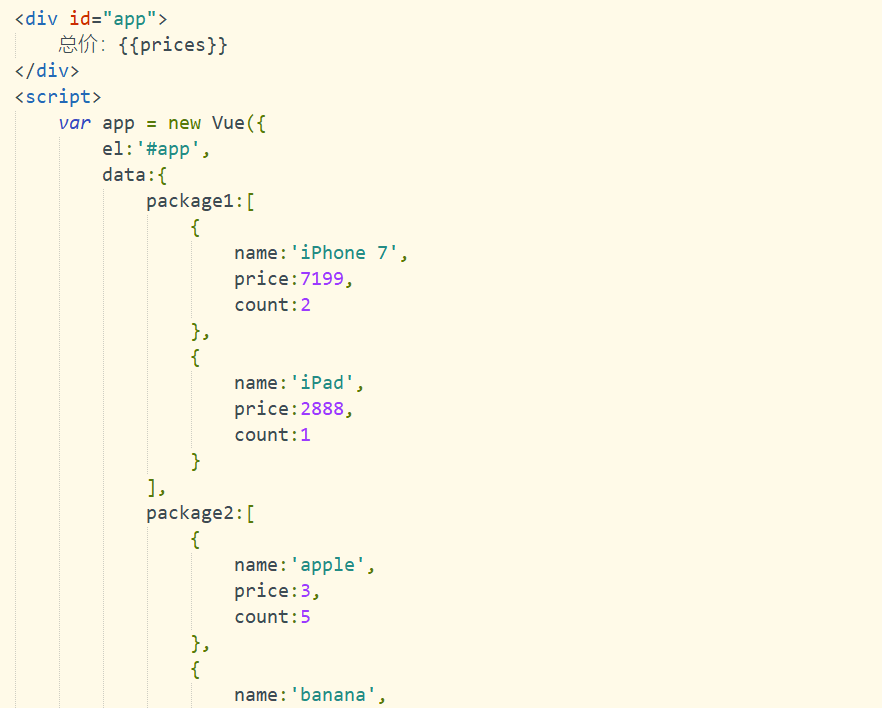 <div id="app">
    总价: {{prices}}
</div>
<script>
    var app = new Vue({
        el:'#app',
        data:{
            package1:[
                {
                    name:'iPhone 7',
                    price:7199,
                    count:2
                },
                {
                    name:'iPad',
                    price:2888,
                    count:1
                }
            ],
            package2:[
                {
                    name:'apple',
                    price:3,
                    count:5
                },
                {
                    name:'banana',